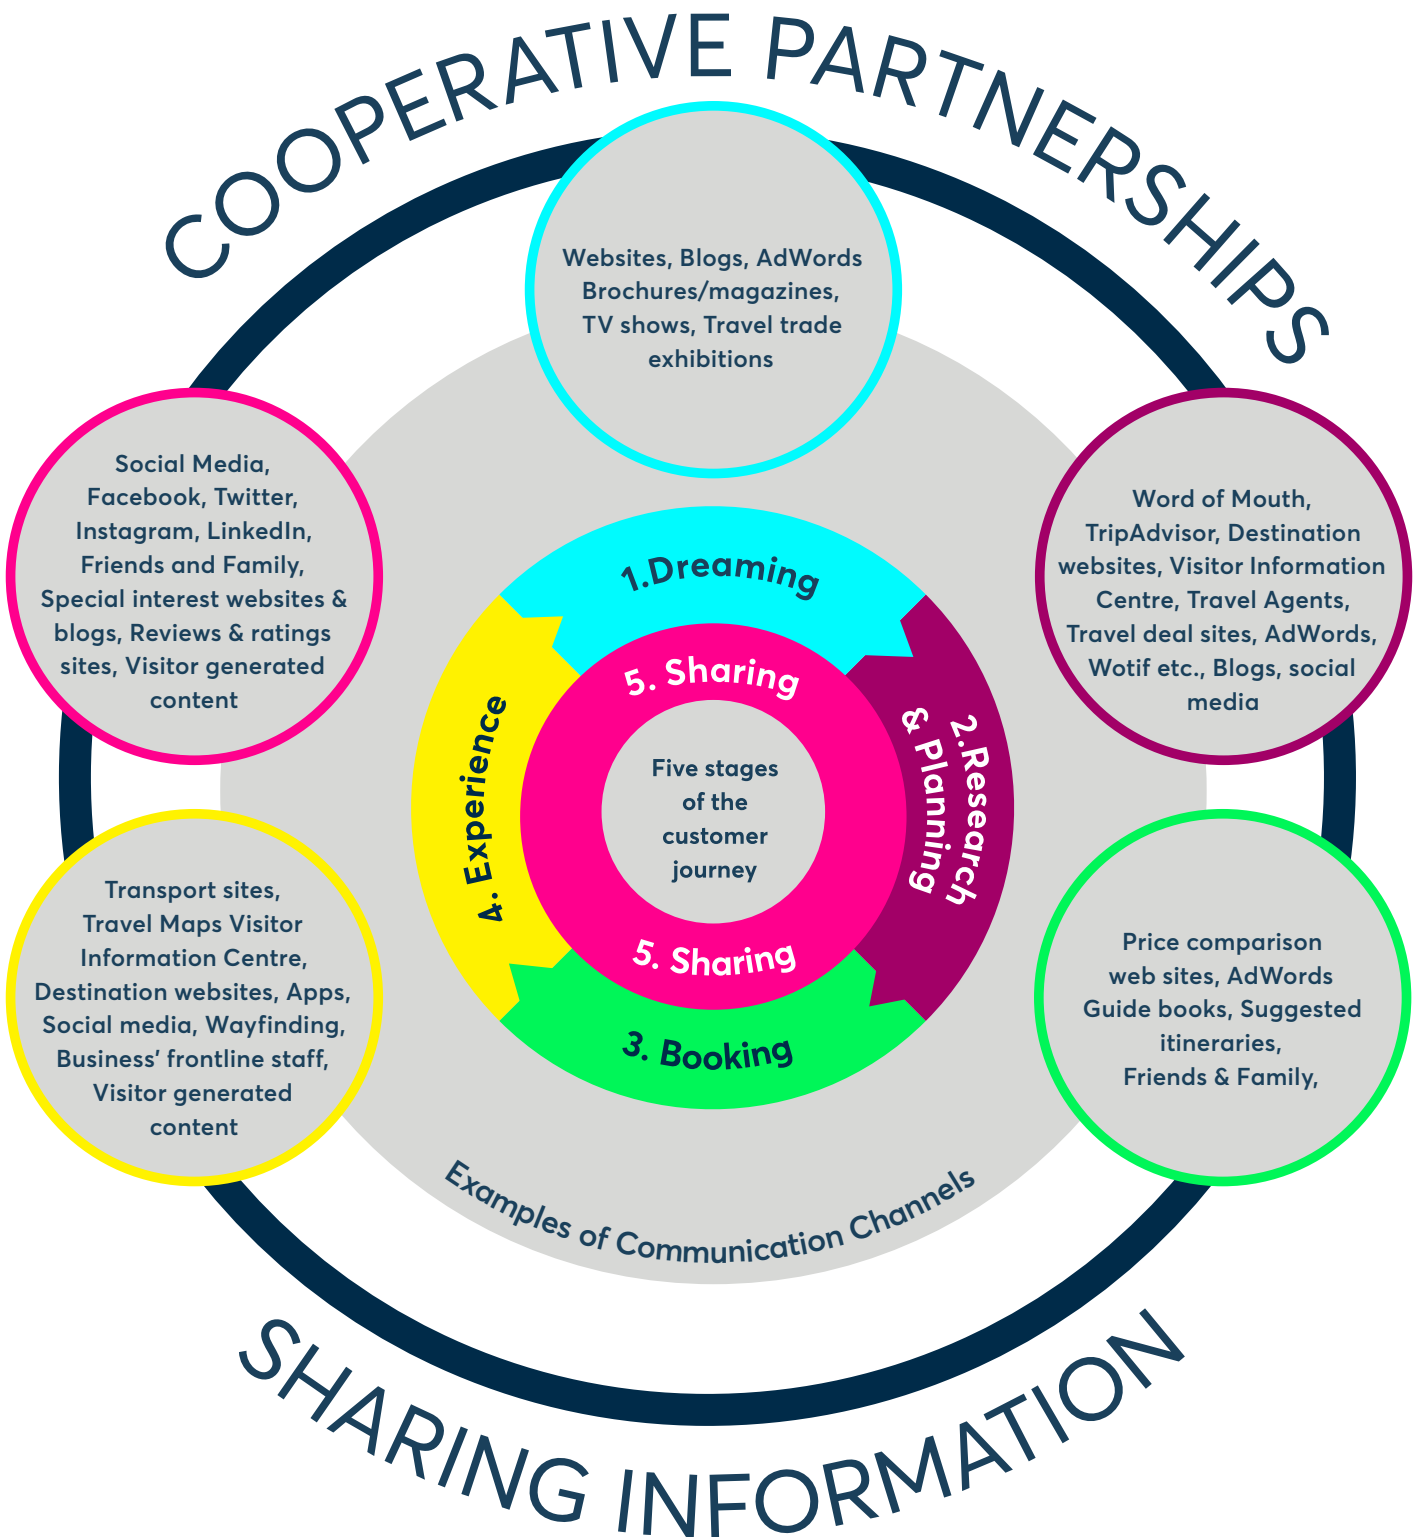 COOPERATIVE PARTNERSHIPS
Websites, Blogs, AdWords
Brochures/magazines,
TV shows, Travel trade
exhibitions
Social Media,
Facebook, Twitter,
Instagram, LinkedIn,
Friends and Family,
Special interest websites &
blogs, Reviews & ratings
sites, Visitor generated
content
Word of Mouth,
TripAdvisor, Destination
websites, Visitor Information
Centre, Travel Agents,
Travel deal sites, AdWords,
Wotif etc., Blogs, social
media
1.Dreaming
5. Sharing
4. Experience
Five stages
of the
customer
journey
2.Research
& Planning
5. Sharing
3. Booking
Transport sites,
Travel Maps Visitor
Information Centre,
Destination websites, Apps,
Social media, Wayfinding,
Business’ frontline staff,
Visitor generated
content
Price comparison
web sites, AdWords
Guide books, Suggested
itineraries,
Friends & Family,
Examples of Communication Channels
SHARING INFORMATION